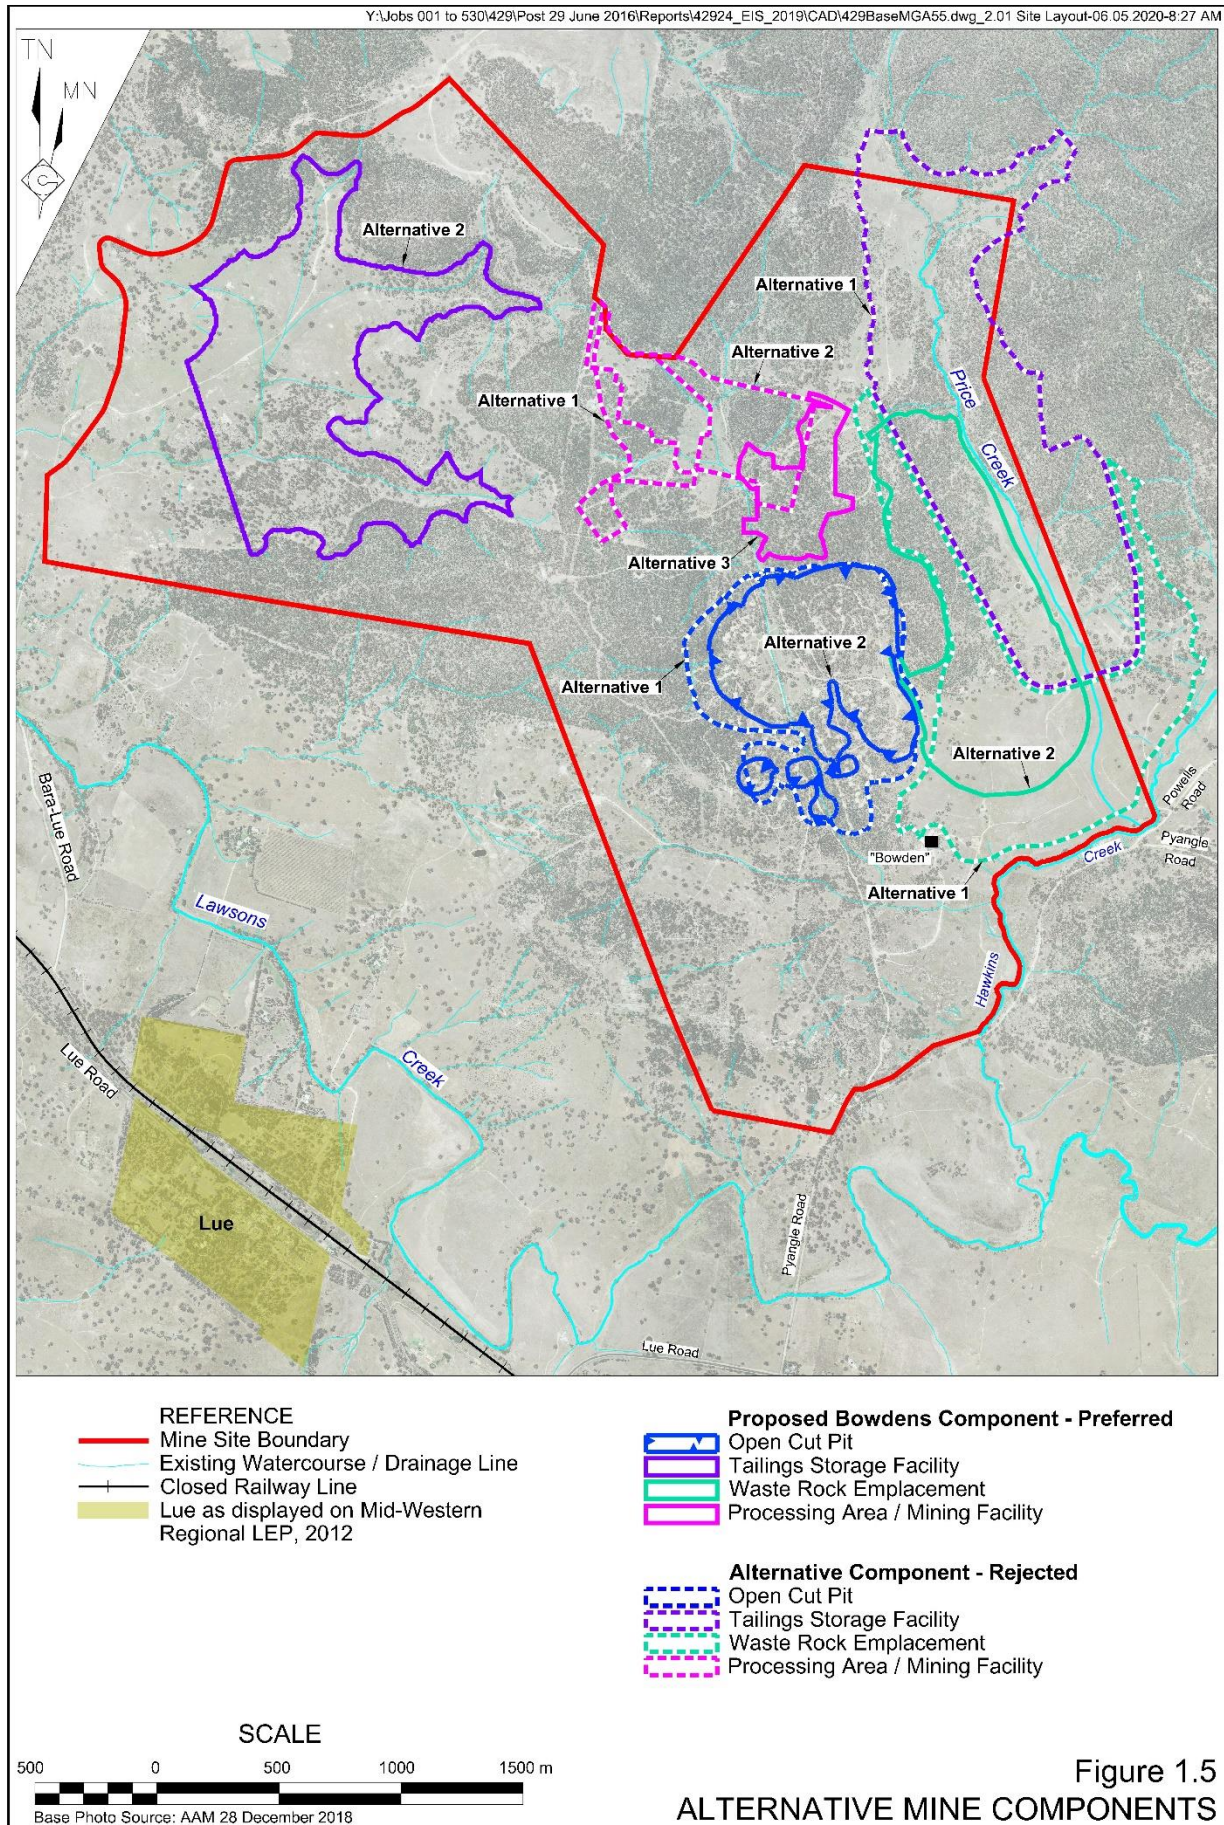 Y:\Jobs 001 to 530\429\Post 29 June 2016\Reports\42924_EIS_2019\CAD\429BaseMGA55.dwg_2.01 Site Layout-06.05.2020-8:27 AM
TN
MN
Alternative 2
Alternative 1
Alternative 2
Alternative 1
Price
Creek
Alternative 3
Alternative 2
Alternative 1
Alternative 2
Powells
Road
Pyangle
Road
"Bowden"
Creek
Alternative 1
Bara-Lue Road
Lawsons
Hawkins
Creek
Lue Road
Lue
Pyangle Road
Lue Road
REFERENCE
Mine Site Boundary
Existing Watercourse / Drainage Line
Closed Railway Line
Lue as displayed on Mid-Western
Regional LEP, 2012
Proposed Bowdens Component - Preferred
Open Cut Pit
Tailings Storage Facility
Waste Rock Emplacement
Processing Area / Mining Facility
Alternative Component - Rejected
Open Cut Pit
Tailings Storage Facility
Waste Rock Emplacement
Processing Area / Mining Facility
SCALE
500 0 500 1000 1500 m
Base Photo Source: AAM 28 December 2018
Figure 1.5
ALTERNATIVE MINE COMPONENTS